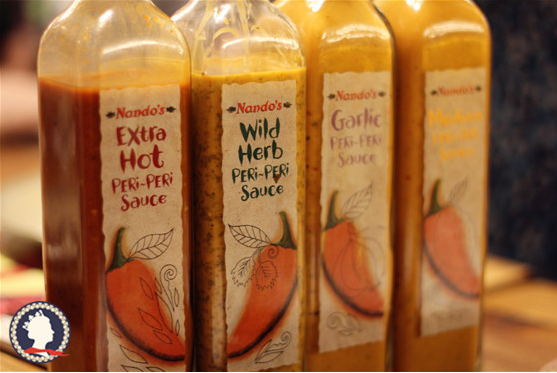 Nando's
Extra
Hot
PERi-PERi
Sauce
Nando's
Wild
Herb
PERi-PERi
Sauce
Nando's
Garlic
PERi-PERi
Sauce
Nando's